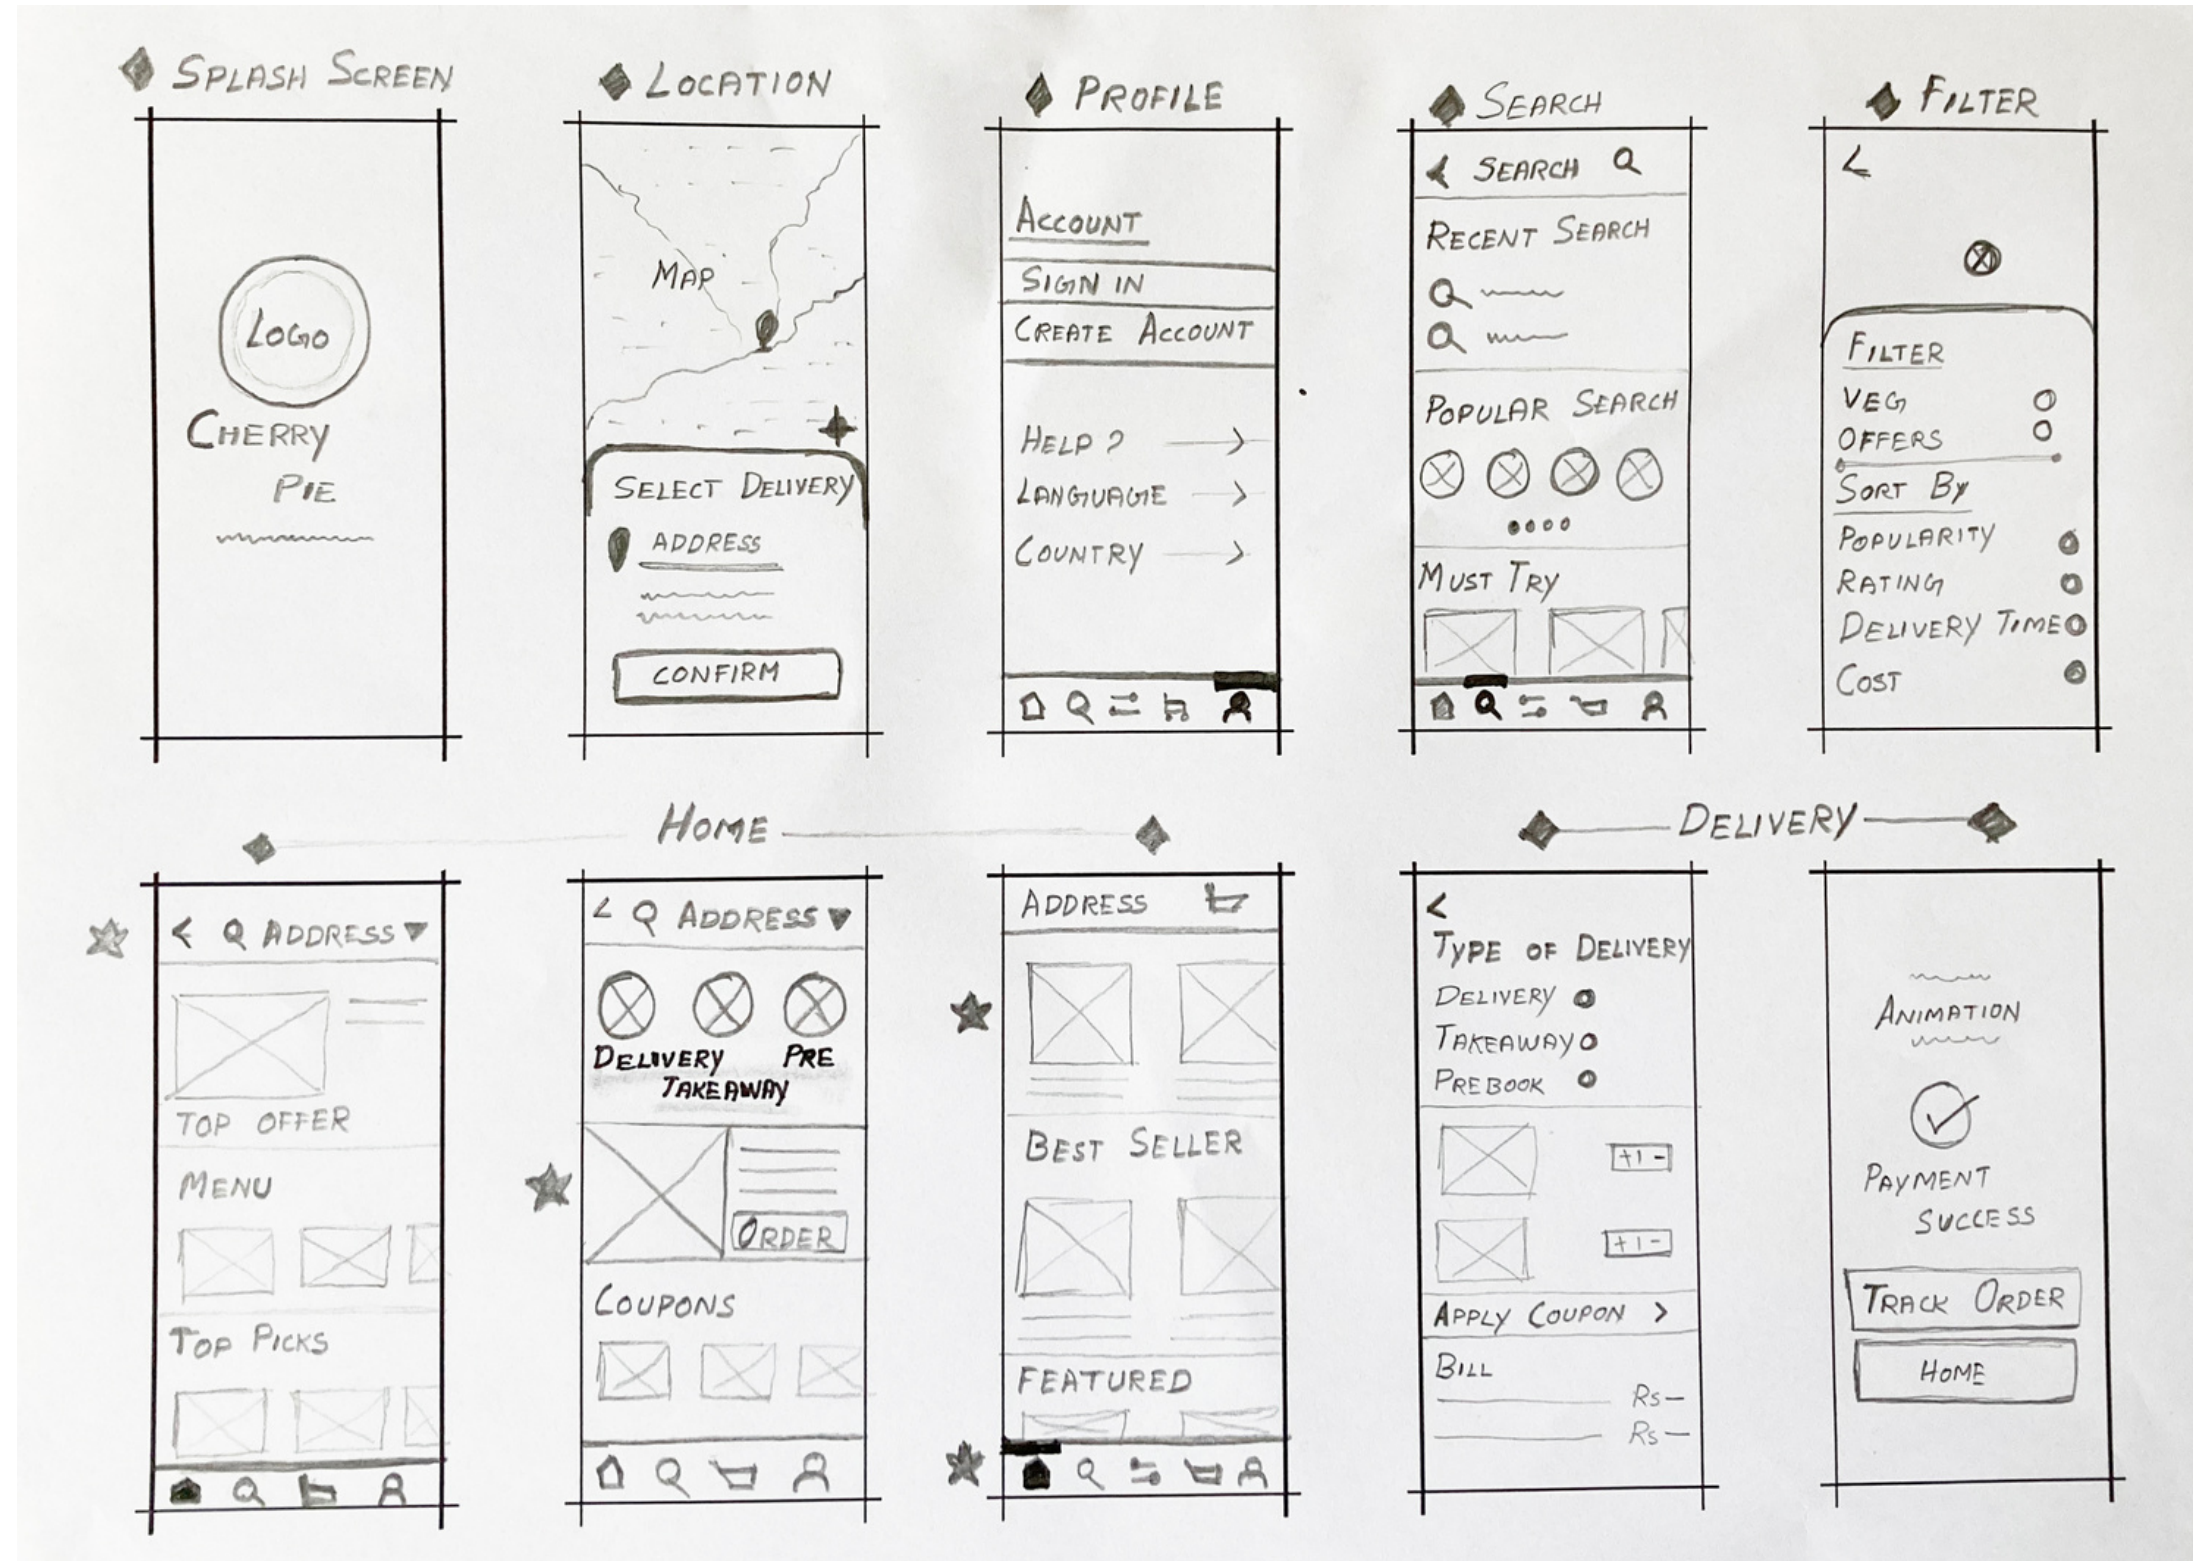 SPLASH SCREEN
LOGO
CHERRY
PIE
LOCATION
MAP
SELECT DELIVERY
ADDRESS
CONFIRM
PROFILE
ACCOUNT
SIGN IN
CREATE ACCOUNT
HELP ?
LANGUAGE
COUNTRY
SEARCH
SEARCH
RECENT SEARCH
POPULAR SEARCH
MUST TRY
FILTER
FILTER
VEG
OFFERS
SORT BY
POPULARITY
RATING
DELIVERY TIME
COST
HOME
ADDRESS
TOP OFFER
MENU
TOP PICKS
ADDRESS
DELIVERY PRE
TAKEAWAY
ORDER
COUPONS
ADDRESS
BEST SELLER
FEATURED
DELIVERY
TYPE OF DELIVERY
DELIVERY
TAKEAWAY
PREBOOK
+1-
+1-
APPLY COUPON >
BILL
Rs-
Rs-
ANIMATION
PAYMENT
SUCCESS
TRACK ORDER
HOME